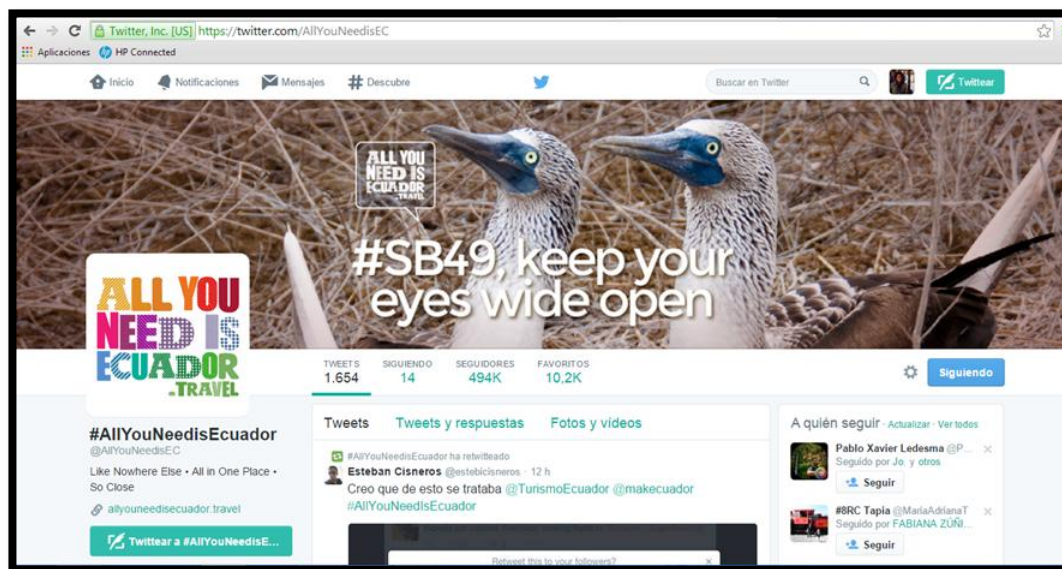 Twitter, Inc. [US] https://twitter.com/AllYouNeedisEC
Aplicaciones HP Connected
Inicio Notificaciones Mensajes Descubre Buscar en Twitter Twittear
ALL YOU
NEED IS
ECUADOR
.TRAVEL
#SB49, keep your
eyes wide open
ALL YOU
NEED IS
ECUADOR
.TRAVEL
TWEETS SIGUIENDO SEGUIDORES FAVORITOS
1.654 14 494K 10,2K
Siguiendo
#AllYouNeedisEcuador
@AllYouNeedisEC
Like Nowhere Else • All in One Place •
So Close
allyouneedisecuador.travel
Twittear a #AllYouNeedisE...
Tweets Tweets y respuestas Fotos y vídeos
#AllYouNeedisEcuador ha retwitteado
Esteban Cisneros @estebicisneros · 12 h
Creo que de esto se trataba @TurismoEcuador @makecuador
#AllYouNeedIsEcuador
Retweet this to your followers?
A quién seguir · Actualizar · Ver todos
Pablo Xavier Ledesma @P...
Seguido por Jo. y otros
Seguir
#8RC Tapia @MariaAdrianaT
Seguido por FABIANA ZÚÑI...
Seguir